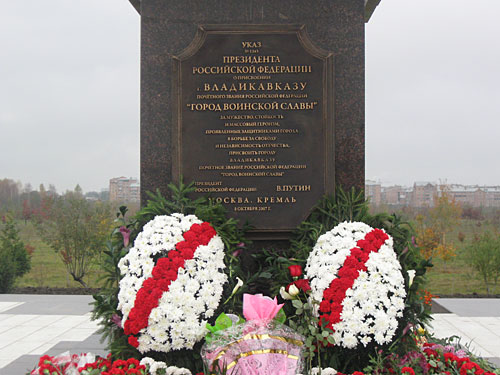 УКАЗ
ПРЕЗИДЕНТА
РОССИЙСКОЙ ФЕДЕРАЦИИ
О ПРИСВОЕНИИ
г. ВЛАДИКАВКАЗУ
ПОЧЕТНОГО ЗВАНИЯ РОССИЙСКОЙ ФЕДЕРАЦИИ
"ГОРОД ВОИНСКОЙ СЛАВЫ"
ЗА МУЖЕСТВО, СТОЙКОСТЬ
И МАССОВЫЙ ГЕРОИЗМ,
ПРОЯВЛЕННЫЕ ЗАЩИТНИКАМИ ГОРОДА
В БОРЬБЕ ЗА СВОБОДУ
И НЕЗАВИСИМОСТЬ ОТЕЧЕСТВА,
ПРИСВОИТЬ ГОРОДУ
ВЛАДИКАВКАЗУ
ПОЧЕТНОЕ ЗВАНИЕ РОССИЙСКОЙ ФЕДЕРАЦИИ
"ГОРОД ВОИНСКОЙ СЛАВЫ".
ПРЕЗИДЕНТ
РОССИЙСКОЙ ФЕДЕРАЦИИ В. ПУТИН
МОСКВА, КРЕМЛЬ
8 ОКТЯБРЯ 2007 Г.